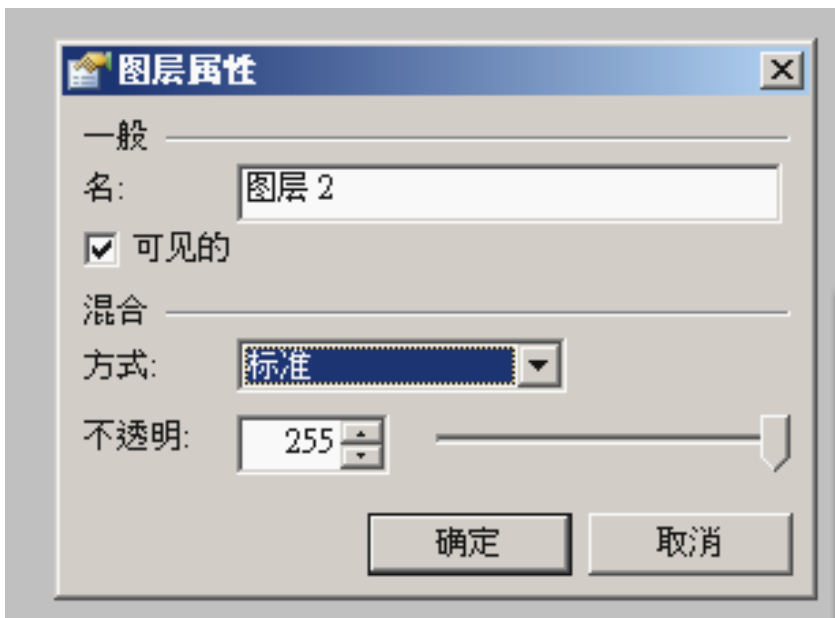 图层属性
一般
名: 图层 2
可见的
混合
方式: 标准
不透明: 255
确定 取消